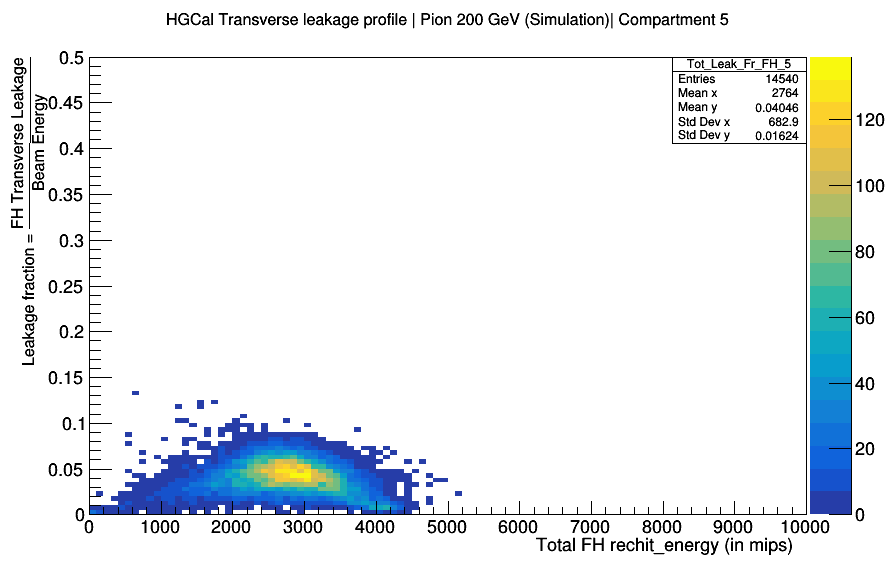 HGCal Transverse leakage profile | Pion 200 GeV (Simulation)| Compartment 5
Leakage fraction = FH Transverse Leakage
Beam Energy
0.5
0.45
0.4
0.35
0.3
0.25
0.2
0.15
0.1
0.05
0
Tot_Leak_Fr_FH_5
Entries 14540
Mean x 2764
Mean y 0.04046
Std Dev x 682.9
Std Dev y 0.01624
120
100
80
60
40
20
0
0 1000 2000 3000 4000 5000 6000 7000 8000 9000 10000
Total FH rechit_energy (in mips)